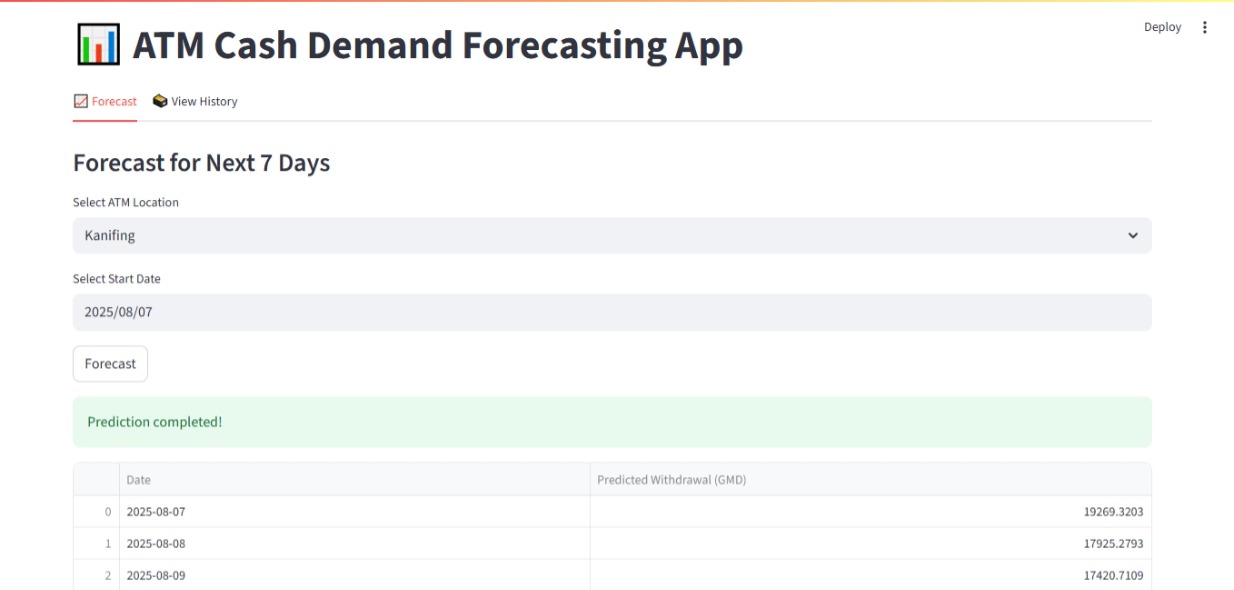 Deploy
ATM Cash Demand Forecasting App
Forecast View History
Forecast for Next 7 Days
Select ATM Location
Kanifing
Select Start Date
2025/08/07
Forecast
Prediction completed!
Date Predicted Withdrawal (GMD)
0 2025-08-07 19269.3203
1 2025-08-08 17925.2793
2 2025-08-09 17420.7109